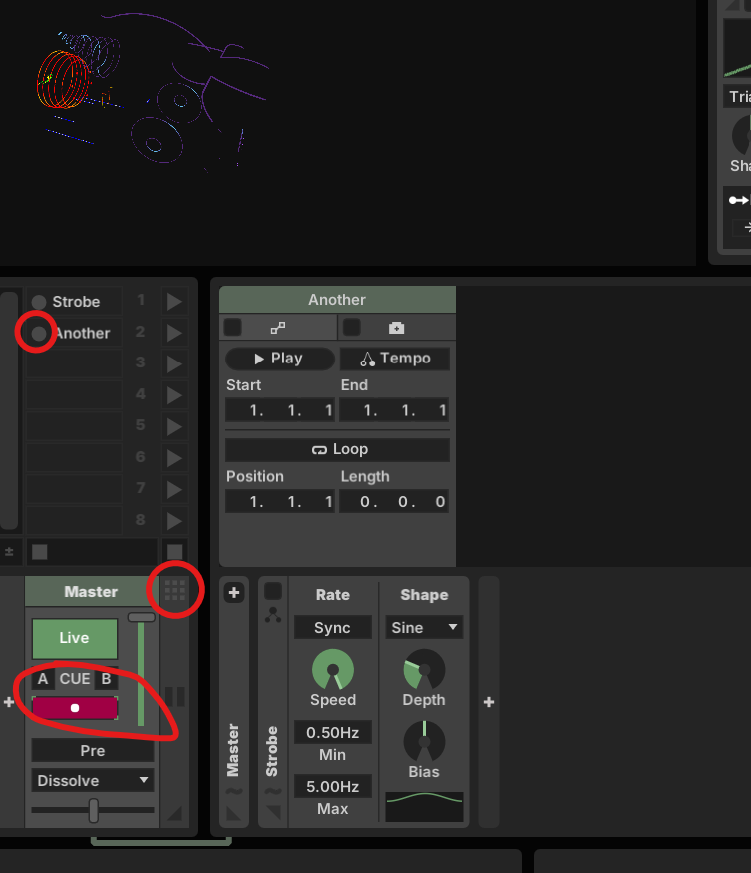 Strobe 1
Another 2
3
4
5
6
7
8
Master
Live
A CUE B
Pre
Dissolve
Another
Play Tempo
Start End
1. 1. 1 1. 1. 1
Loop
Position Length
1. 1. 1 0. 0. 0
Master
Strobe
Rate Shape
Sync Sine
Speed Depth
0.50Hz
Min
Bias
5.00Hz
Max